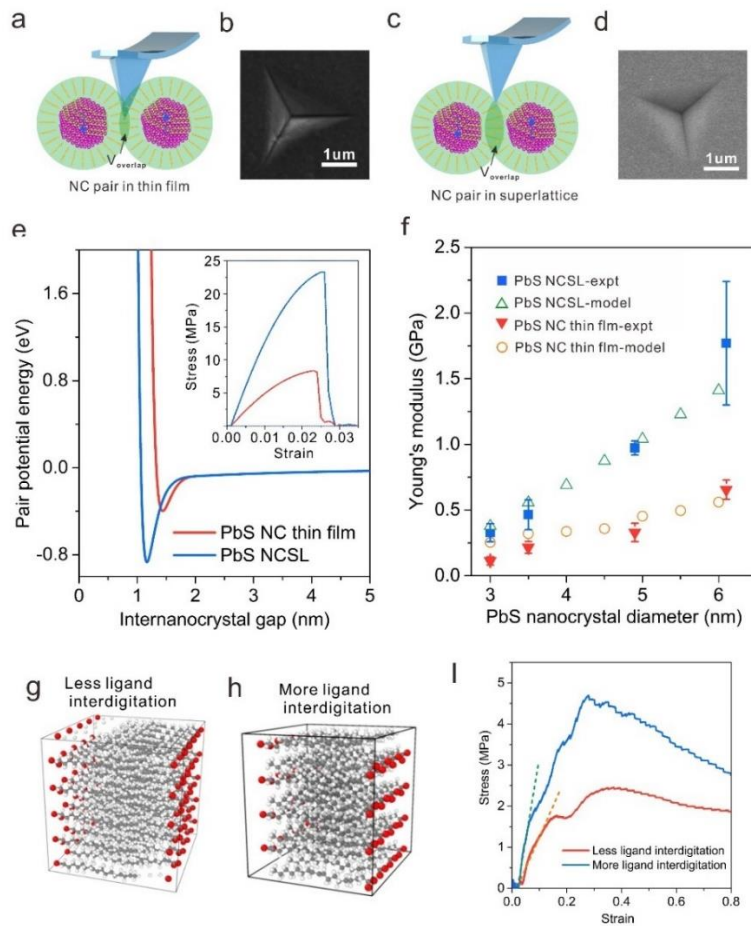 a
b
c
d
V overlap
NC pair in thin film
1um
V overlap
NC pair in superlattice
1um
e
1.6
0.8
0.0
-0.8
Pair potential energy (eV)
0
1
2
3
4
5
Internanocrystal gap (nm)
PbS NC thin film
PbS NCSL
25
20
15
10
5
0
Stress (MPa)
0.00
0.01
0.02
0.03
Strain
f
PbS NCSL-expt
PbS NCSL-model
PbS NC thin flm-expt
PbS NC thin flm-model
2.5
2.0
1.5
1.0
0.5
0.0
Young's modulus (GPa)
3
4
5
6
PbS nanocrystal diameter (nm)
g
Less ligand
interdigitation
h
More ligand
interdigitation
I
5
4
3
2
1
0
Stress (MPa)
Less ligand interdigitation
More ligand interdigitation
0.0
0.2
0.4
0.6
0.8
Strain